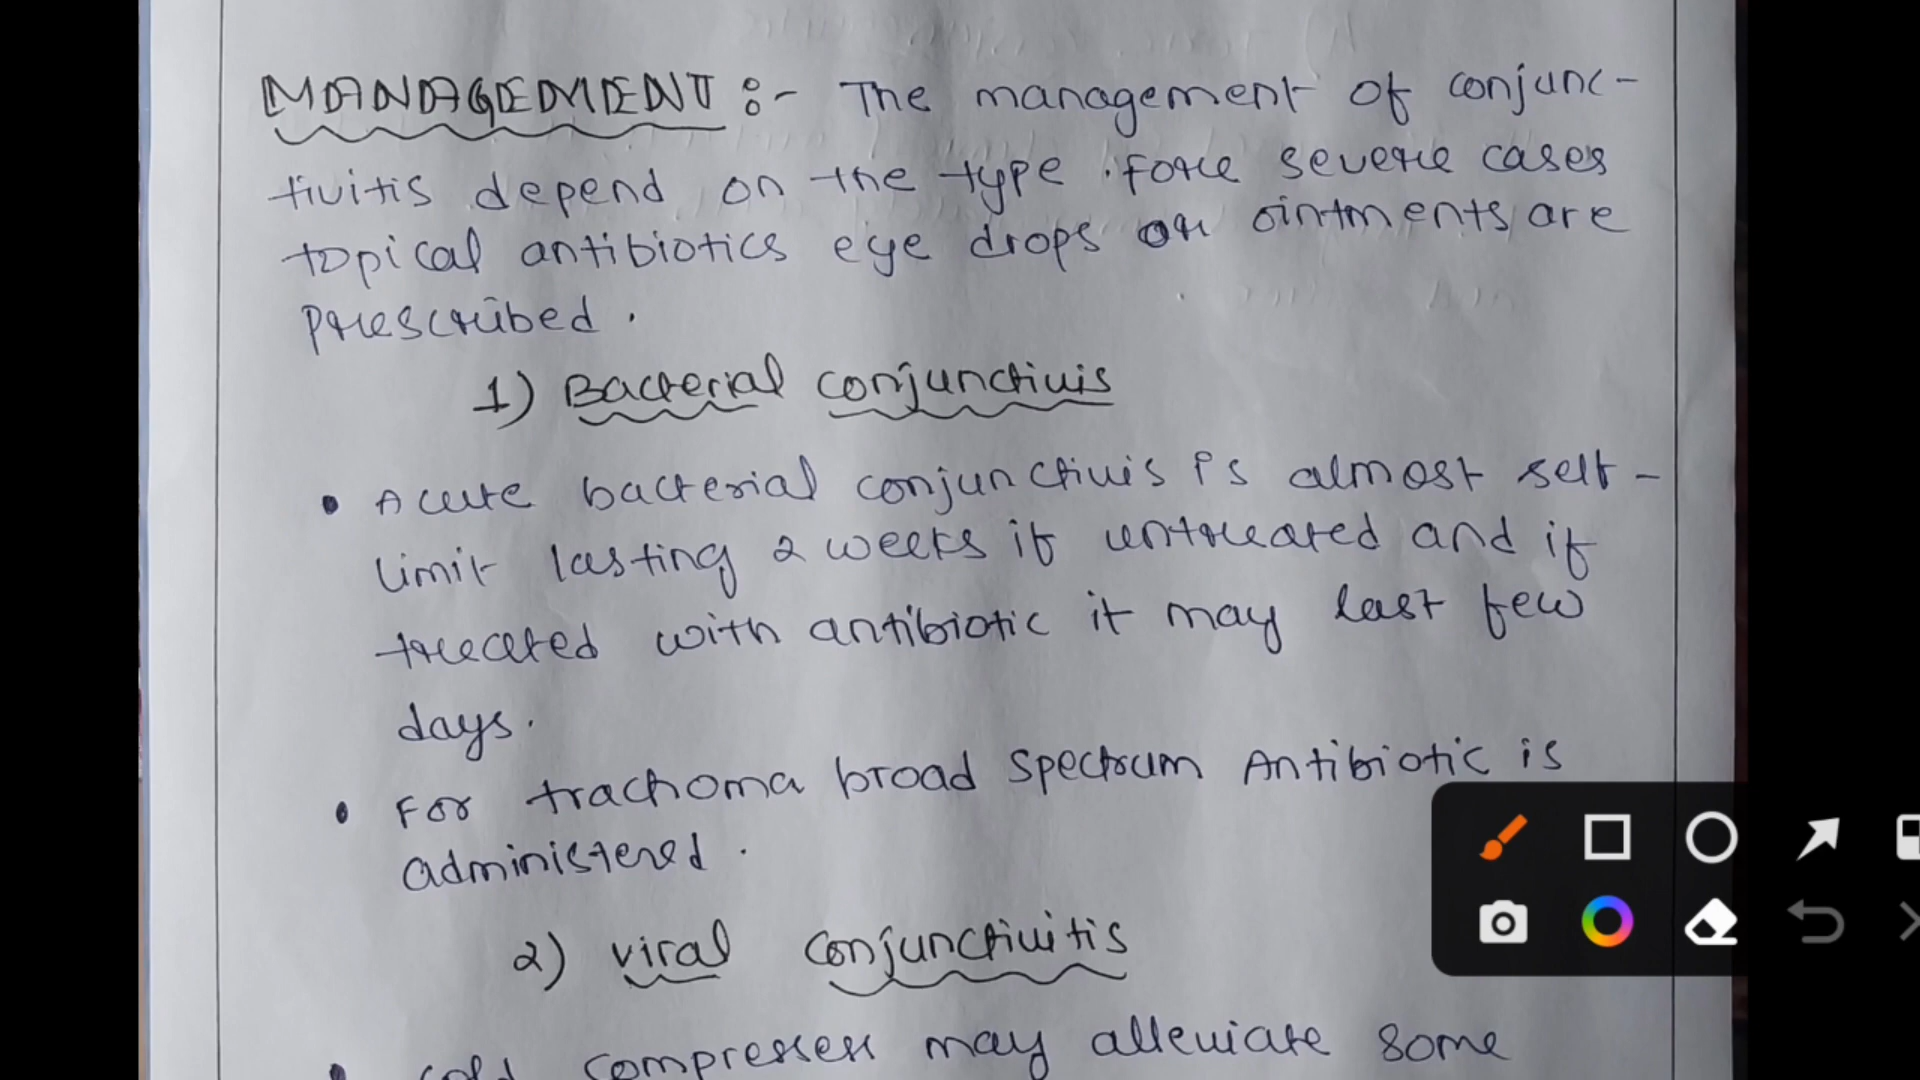 MANAGEMENT :- The management of conjunc-
tivitis depend on the type. fore severe cases
topical antibiotics eye drops or ointments are
prescribed.
1) Bacterial conjunctivis
• Acute bacterial conjunctivis is almost self-
limit lasting 2 weeks if untreated and if
treated with antibiotic it may last few
days.
• For trachoma broad spectrum Antibiotic is
administered.
2) viral conjunctivitis
• cold compresses may alleviate some